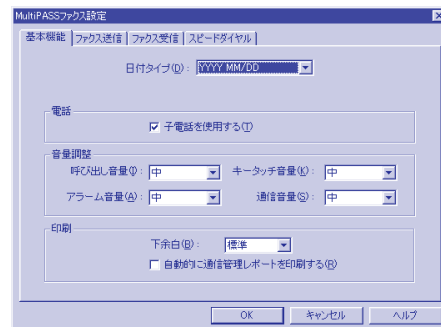 MultiPASSファクス設定
基本機能 ファクス送信 ファクス受信 スピードダイヤル
日付タイプ(D): YYYY MM/DD
電話
子電話を使用する(T)
音量調整
呼び出し音量(I): 中 キータッチ音量(K): 中
アラーム音量(A): 中 通信音量(S): 中
印刷
下余白(B): 標準
自動的に通信管理レポートを印刷する(R)
OK キャンセル ヘルプ